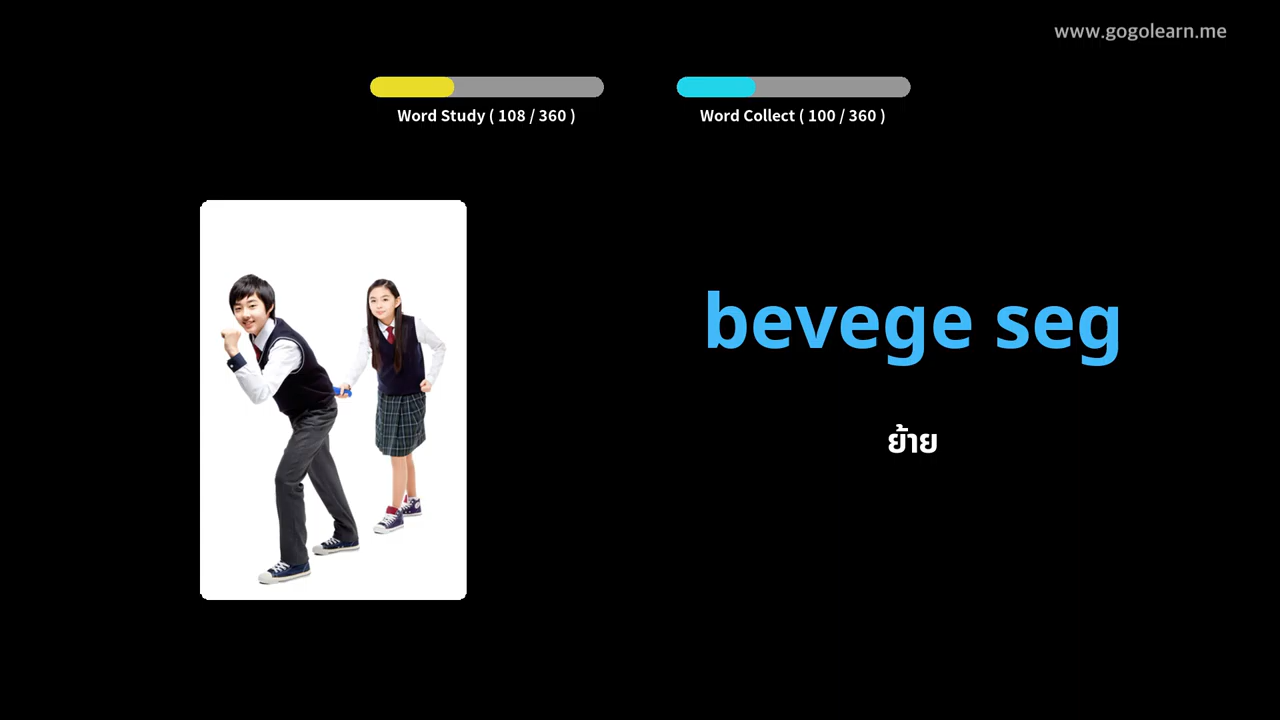 www.gogolearn.me
Word Study ( 108 / 360 )
Word Collect ( 100 / 360 )
bevege seg
ย้าย